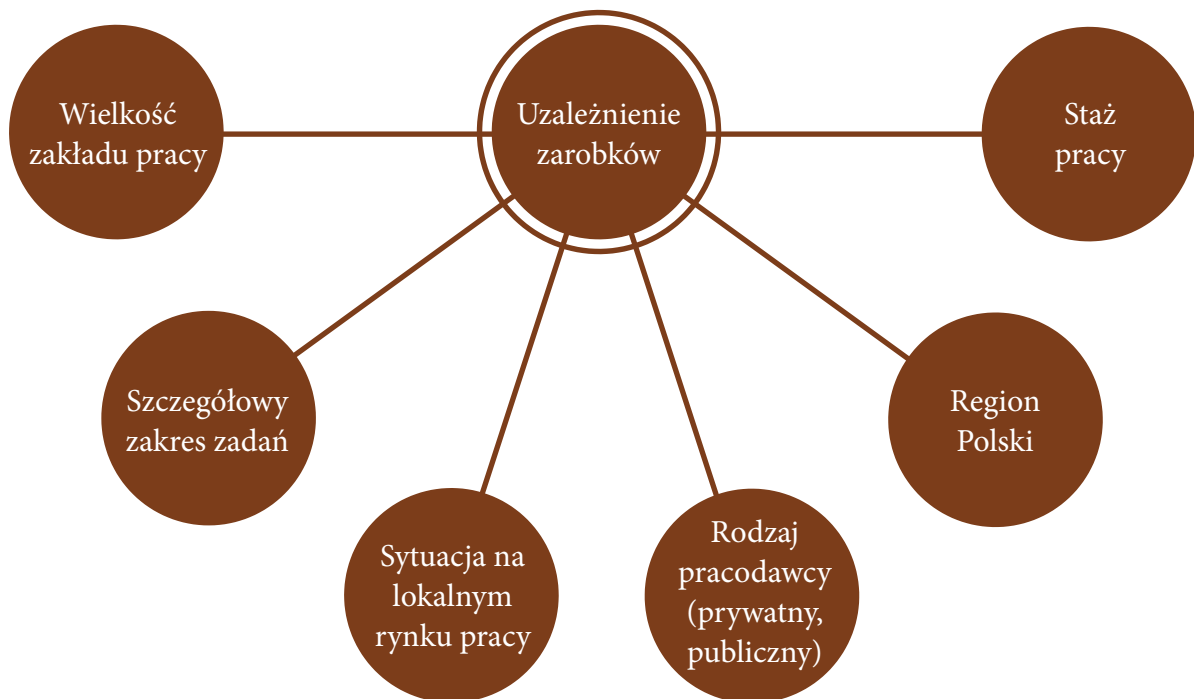 Wielkość
zakładu pracy
Uzależnienie
zarobków
Staż
pracy
Szczegółowy
zakres zadań
Region
Polski
Sytuacja na
lokalnym
rynku pracy
Rodzaj
pracodawcy
(prywatny,
publiczny)